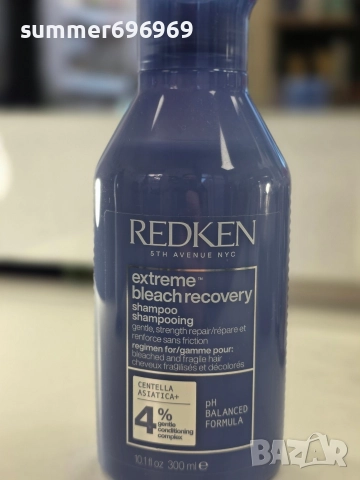 summer696969
REDKEN
5TH AVENUE NYC
extreme™
bleach recovery
shampoo
shampooing
gentle, strength repair/répare et
renforce sans friction
regimen for/gamme pour:
bleached and fragile hair
cheveux fragilisés et décolorés
CENTELLA
ASIATICA+
4%
gentle
conditioning
complex
pH
BALANCED
FORMULA
10.1 fl oz 300 ml e
BAZAR